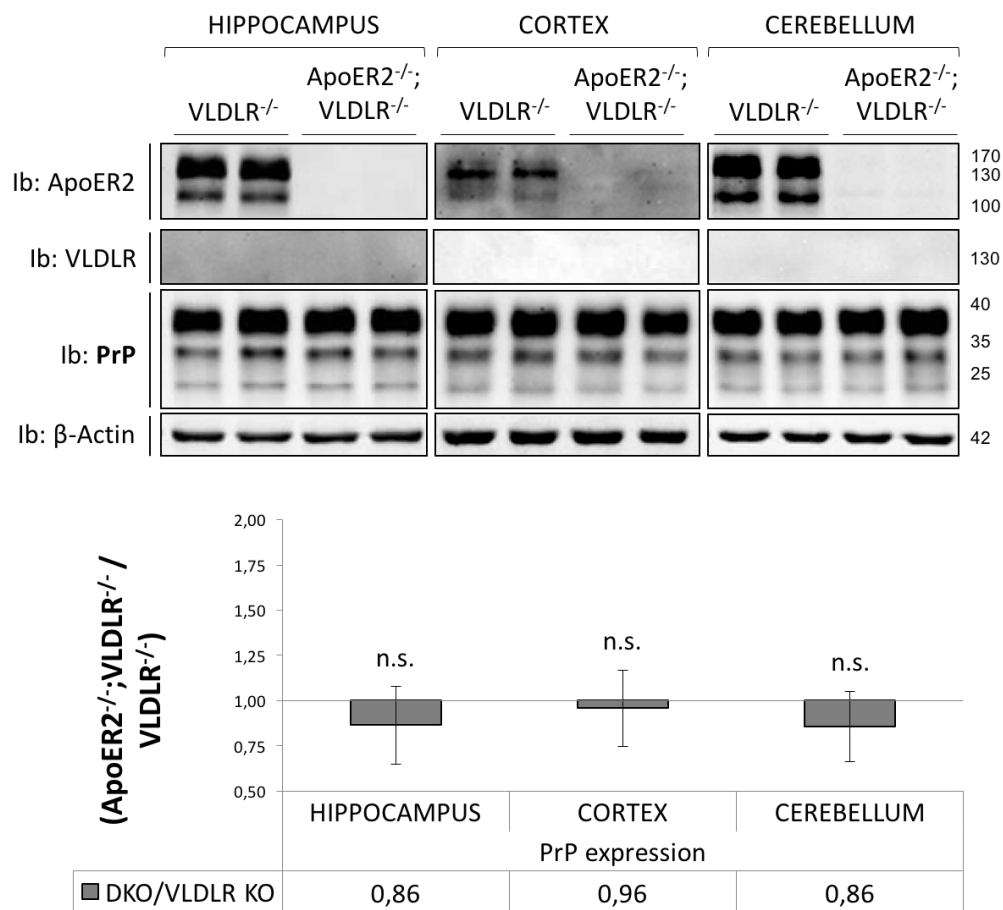 HIPPOCAMPUS CORTEX CEREBELLUM
VLDLR-/- ApoER2-/-; VLDLR-/- VLDLR-/- ApoER2-/-; VLDLR-/- VLDLR-/- ApoER2-/-; VLDLR-/-
Ib: ApoER2
170
130
100
Ib: VLDLR
130
Ib: PrP
40
35
25
Ib: β-Actin
42
(ApoER2-/-;VLDLR-/- /
VLDLR-/-)
2,00
1,75
1,50
1,25
1,00
0,75
0,50
n.s. n.s. n.s.
HIPPOCAMPUS CORTEX CEREBELLUM
PrP expression
DKO/VLDLR KO 0,86 0,96 0,86